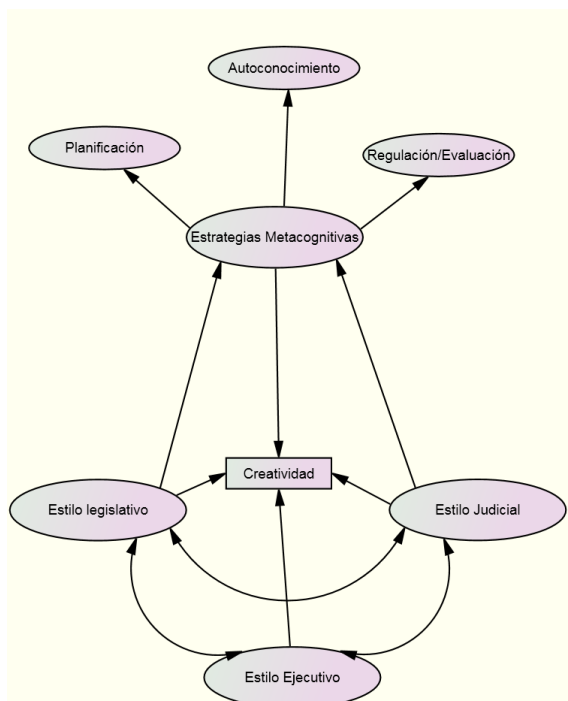 Autoconocimiento
Planificación
Regulación/Evaluación
Estrategias Metacognitivas
Creatividad
Estilo legislativo
Estilo Judicial
Estilo Ejecutivo